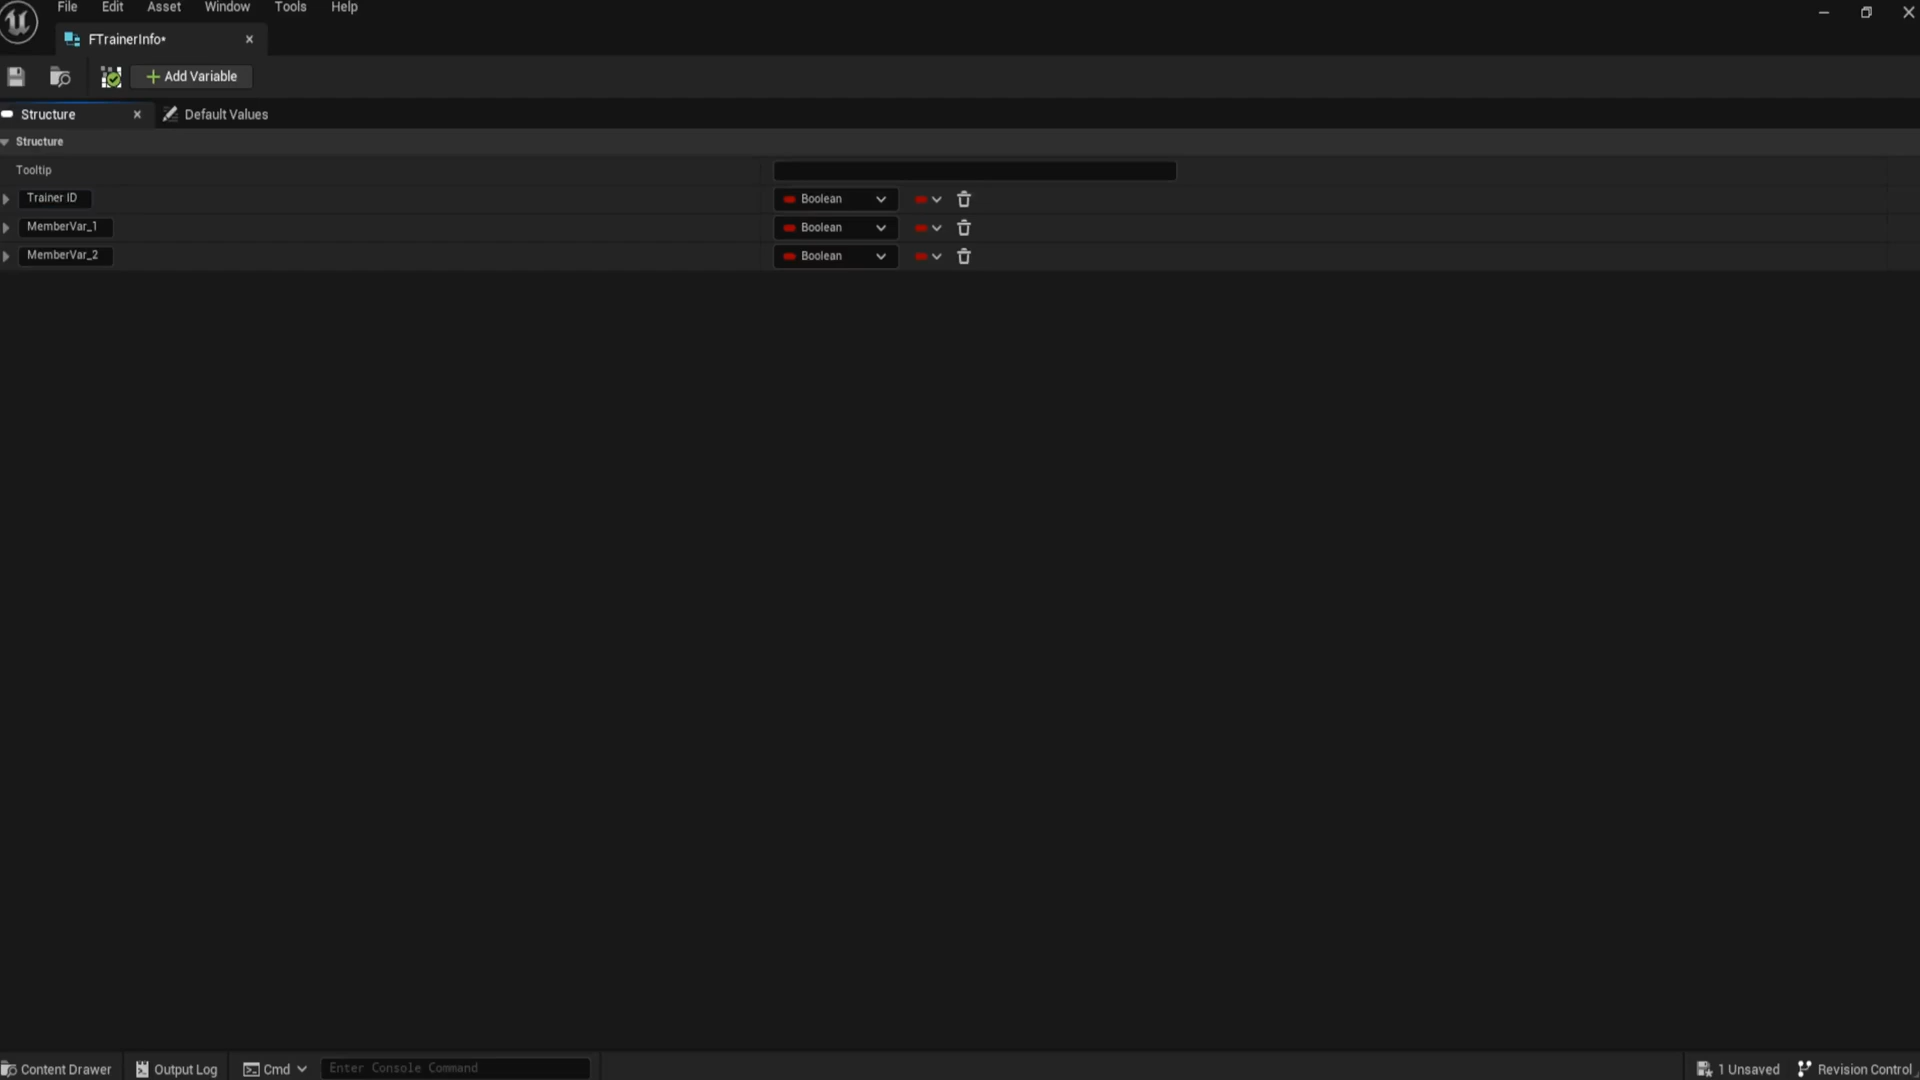 File Edit Asset Window Tools Help
FTrainerInfo*
Add Variable
Structure Default Values
Structure
Tooltip
Trainer ID Boolean
MemberVar_1 Boolean
MemberVar_2 Boolean
Content Drawer Output Log Cmd Enter Console Command 1 Unsaved Revision Control